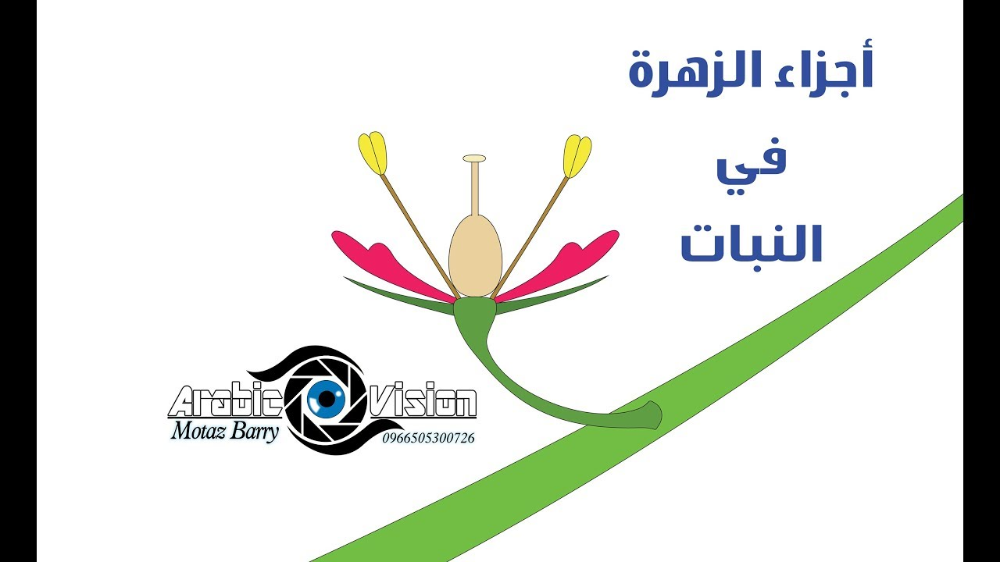 أجزاء الزهرة
في
النبات
Arabic Vision
Motaz Barry
0966505300726